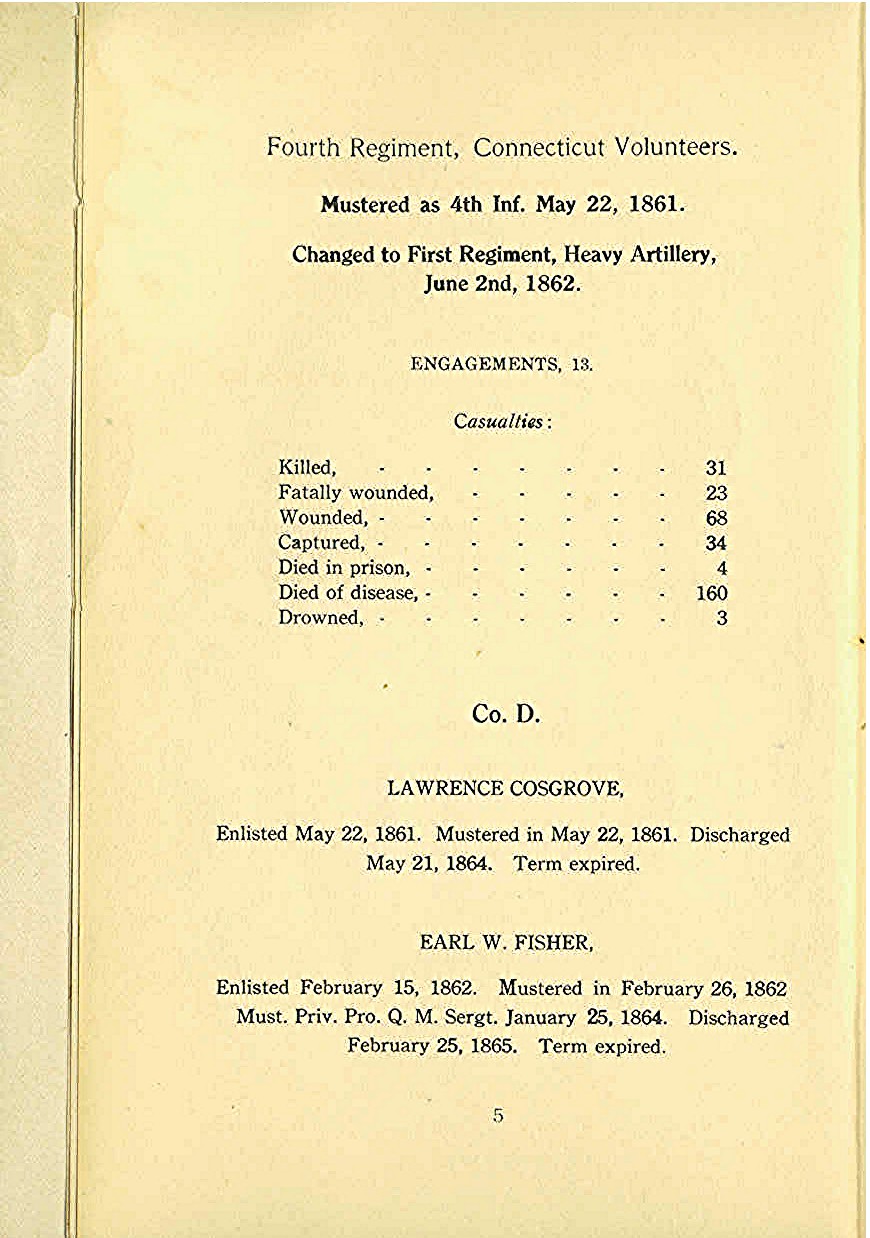 Fourth Regiment, Connecticut Volunteers.
Mustered as 4th Inf. May 22, 1861.
Changed to First Regiment, Heavy Artillery,
June 2nd, 1862.
ENGAGEMENTS, 13.
Casualties:
Killed, - - - - - - - 31
Fatally wounded, - - - - - 23
Wounded, - - - - - - - 68
Captured, - - - - - - - 34
Died in prison, - - - - - - 4
Died of disease, - - - - - - 160
Drowned, - - - - - - - 3
Co. D.
LAWRENCE COSGROVE,
Enlisted May 22, 1861. Mustered in May 22, 1861. Discharged
May 21, 1864. Term expired.
EARL W. FISHER,
Enlisted February 15, 1862. Mustered in February 26, 1862
Must. Priv. Pro. Q. M. Sergt. January 25, 1864. Discharged
February 25, 1865. Term expired.
5